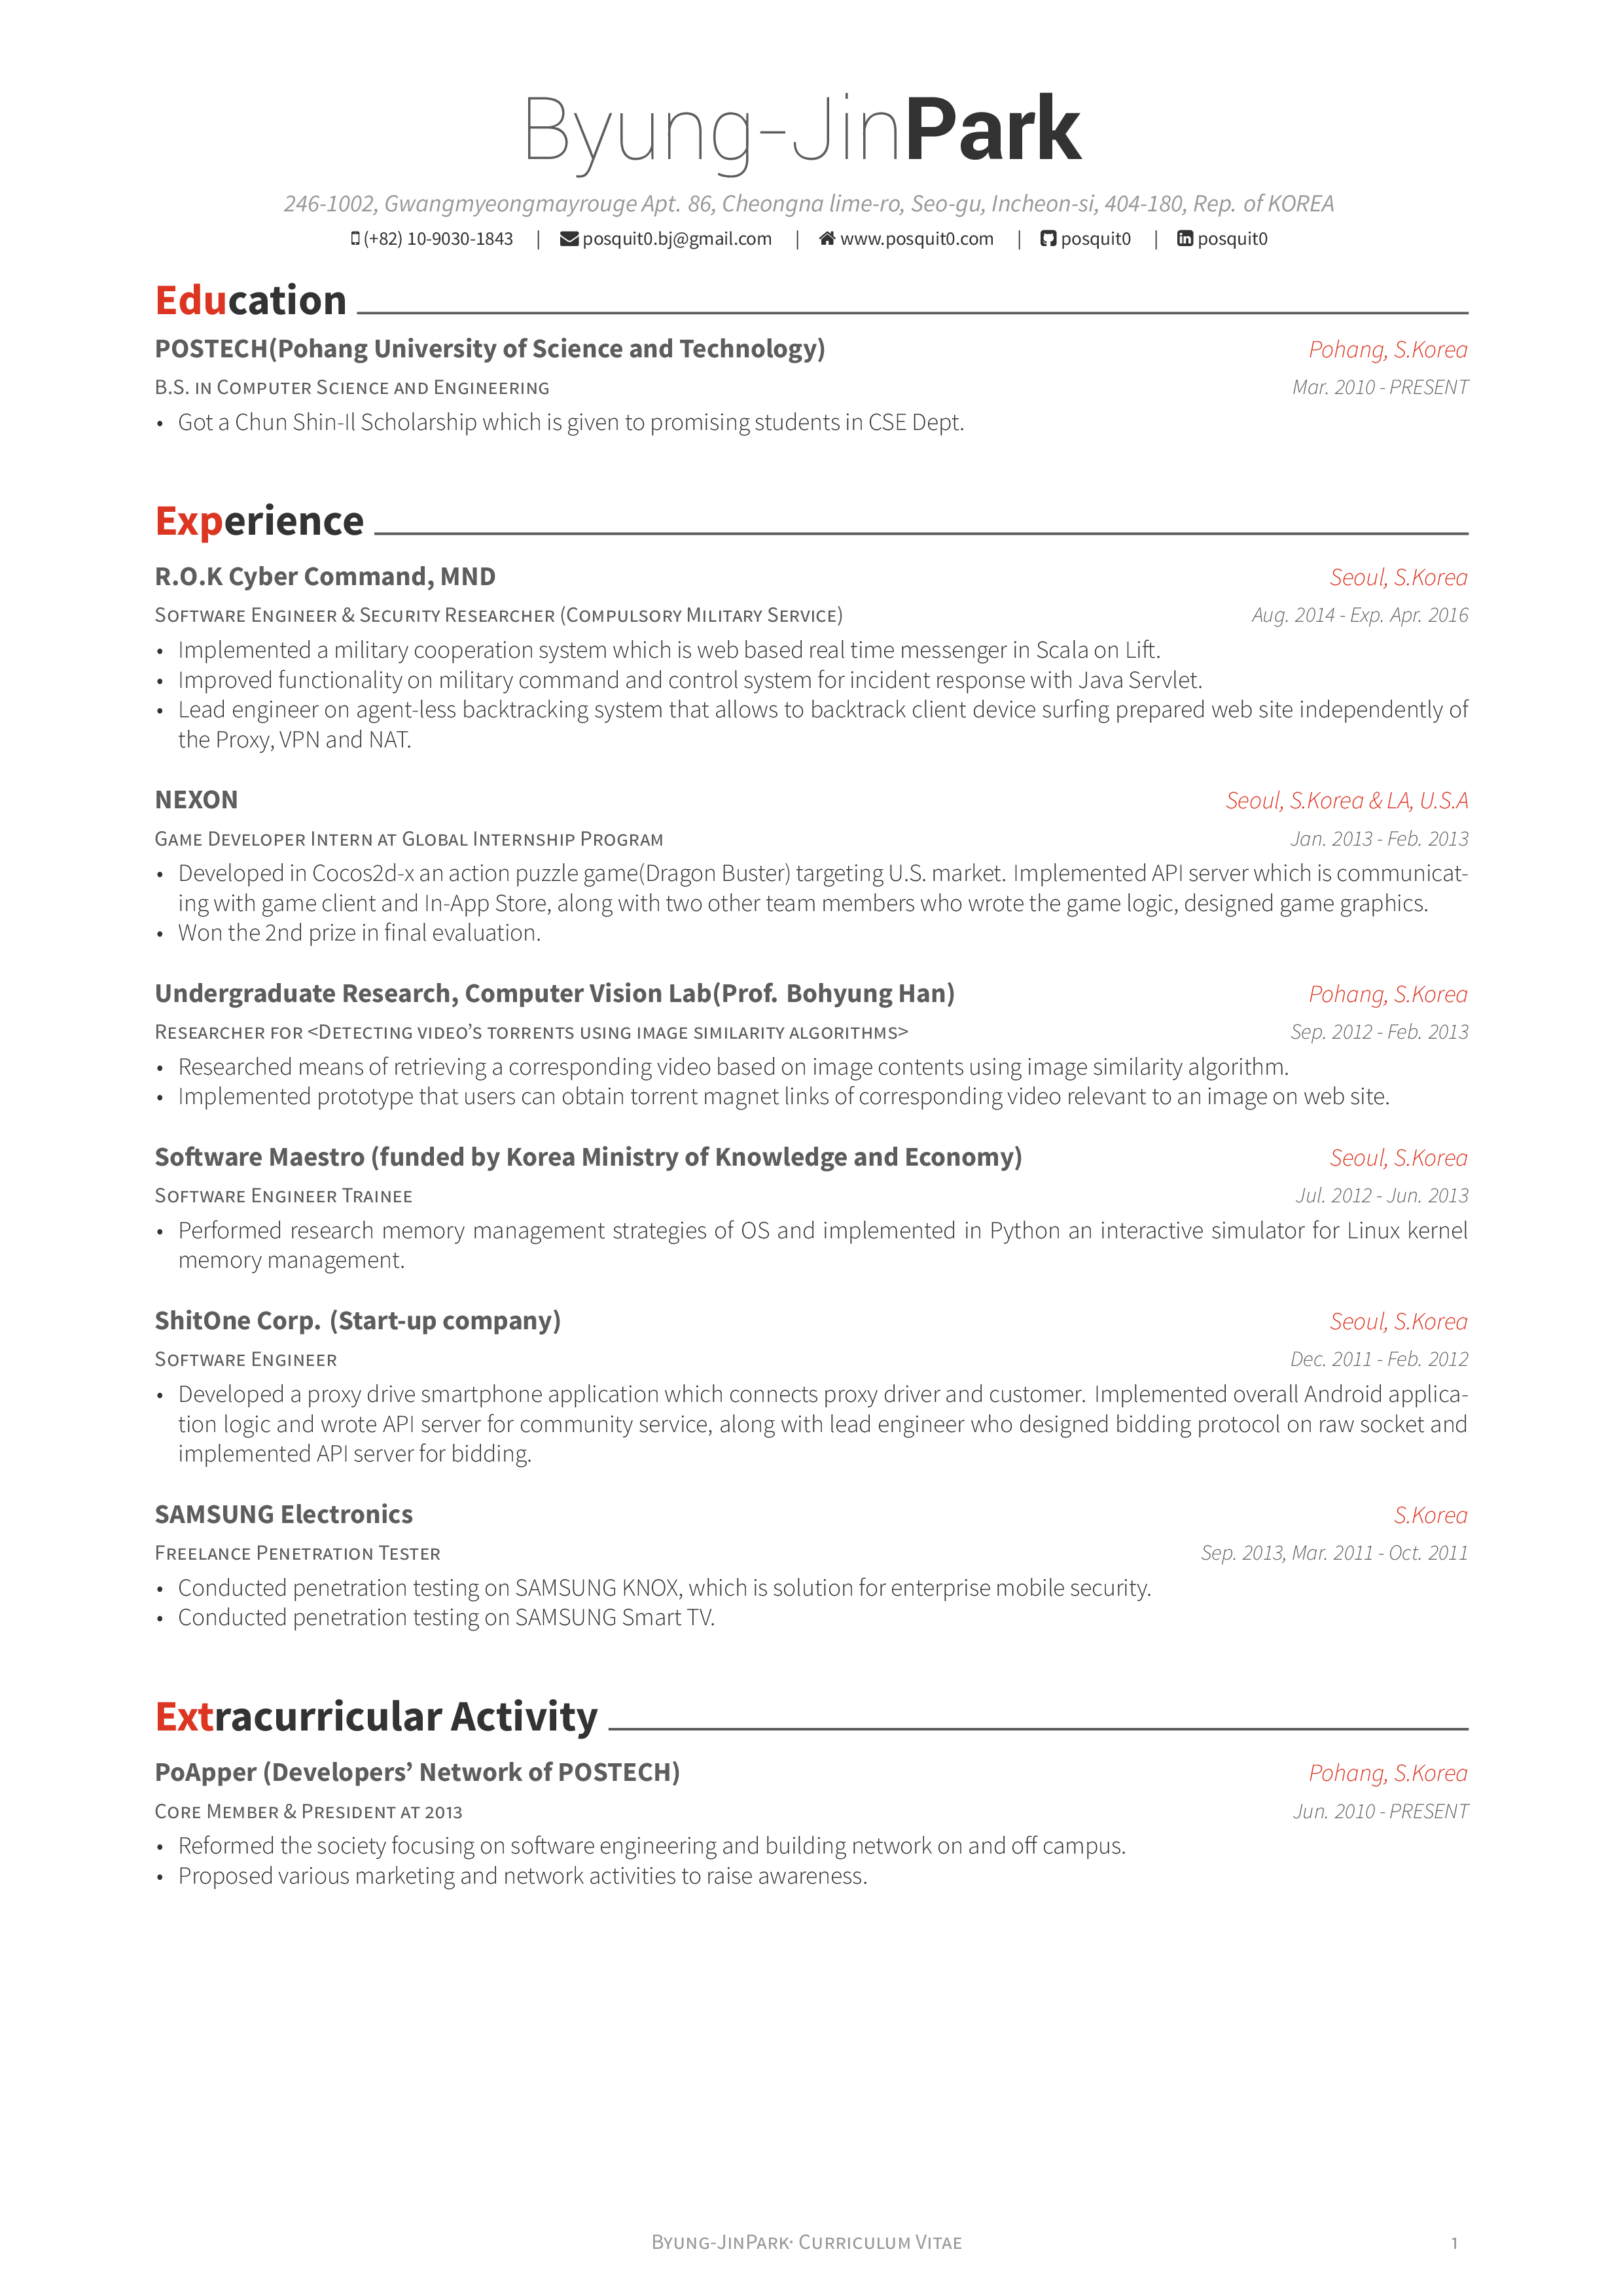 Byung-JinPark
246-1002, Gwangmyeongmayrouge Apt. 86, Cheongna lime-ro, Seo-gu, Incheon-si, 404-180, Rep. of KOREA
(+82) 10-9030-1843 | posquit0.bj@gmail.com | www.posquit0.com | posquit0 | posquit0
Education
POSTECH(Pohang University of Science and Technology) Pohang, S.Korea
B.S. in Computer Science and Engineering Mar. 2010 - PRESENT
• Got a Chun Shin-Il Scholarship which is given to promising students in CSE Dept.
Experience
R.O.K Cyber Command, MND Seoul, S.Korea
Software Engineer & Security Researcher (Compulsory Military Service) Aug. 2014 - Exp. Apr. 2016
• Implemented a military cooperation system which is web based real time messenger in Scala on Lift.
• Improved functionality on military command and control system for incident response with Java Servlet.
• Lead engineer on agent-less backtracking system that allows to backtrack client device surfing prepared web site independently of
the Proxy, VPN and NAT.
NEXON Seoul, S.Korea & LA, U.S.A
Game Developer Intern at Global Internship Program Jan. 2013 - Feb. 2013
• Developed in Cocos2d-x an action puzzle game(Dragon Buster) targeting U.S. market. Implemented API server which is communicat-
ing with game client and In-App Store, along with two other team members who wrote the game logic, designed game graphics.
• Won the 2nd prize in final evaluation.
Undergraduate Research, Computer Vision Lab(Prof. Bohyung Han) Pohang, S.Korea
Researcher for <Detecting video's torrents using image similarity algorithms> Sep. 2012 - Feb. 2013
• Researched means of retrieving a corresponding video based on image contents using image similarity algorithm.
• Implemented prototype that users can obtain torrent magnet links of corresponding video relevant to an image on web site.
Software Maestro (funded by Korea Ministry of Knowledge and Economy) Seoul, S.Korea
Software Engineer Trainee Jul. 2012 - Jun. 2013
• Performed research memory management strategies of OS and implemented in Python an interactive simulator for Linux kernel
memory management.
ShitOne Corp. (Start-up company) Seoul, S.Korea
Software Engineer Dec. 2011 - Feb. 2012
• Developed a proxy drive smartphone application which connects proxy driver and customer. Implemented overall Android applica-
tion logic and wrote API server for community service, along with lead engineer who designed bidding protocol on raw socket and
implemented API server for bidding.
SAMSUNG Electronics S.Korea
Freelance Penetration Tester Sep. 2013, Mar. 2011 - Oct. 2011
• Conducted penetration testing on SAMSUNG KNOX, which is solution for enterprise mobile security.
• Conducted penetration testing on SAMSUNG Smart TV.
Extracurricular Activity
PoApper (Developers' Network of POSTECH) Pohang, S.Korea
Core Member & President at 2013 Jun. 2010 - PRESENT
• Reformed the society focusing on software engineering and building network on and off campus.
• Proposed various marketing and network activities to raise awareness.
Byung-JinPark· Curriculum Vitae 1